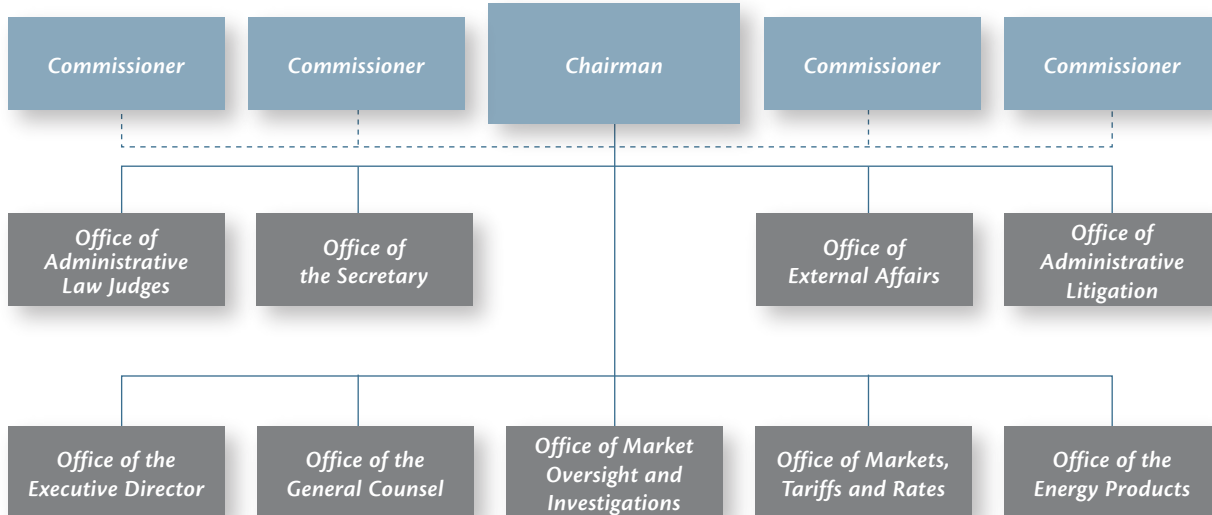 Commissioner
Commissioner
Chairman
Commissioner
Commissioner
Office of
Administrative
Law Judges
Office of
the Secretary
Office of
External Affairs
Office of
Administrative
Litigation
Office of the
Executive Director
Office of the
General Counsel
Office of Market
Oversight and
Investigations
Office of Markets,
Tariffs and Rates
Office of the
Energy Products